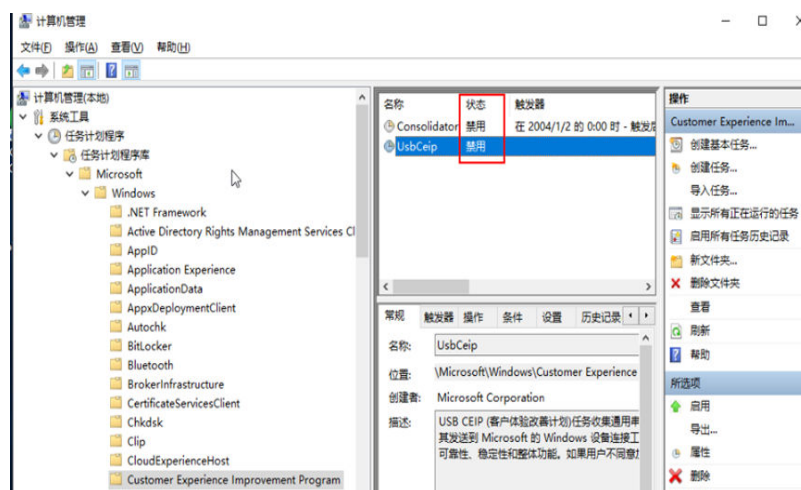 计算机管理
文件(F) 操作(A) 查看(V) 帮助(H)
计算机管理(本地)
系统工具
任务计划程序
任务计划程序库
Microsoft
Windows
.NET Framework
Active Directory Rights Management Services Cl
AppID
Application Experience
ApplicationData
AppxDeploymentClient
Autochk
BitLocker
Bluetooth
BrokerInfrastructure
CertificateServicesClient
Chkdsk
Clip
CloudExperienceHost
Customer Experience Improvement Program
名称 状态 触发器
Consolidator 禁用 在 2004/1/2 的 0:00 时 - 触发后
UsbCeip 禁用
常规 触发器 操作 条件 设置 历史记录
名称: UsbCeip
位置: \Microsoft\Windows\Customer Experience
创建者: Microsoft Corporation
描述: USB CEIP (客户体验改善计划)任务收集通用串
其发送到 Microsoft 的 Windows 设备连接工
可靠性、稳定性和整体功能。如果用户不同意加
操作
Customer Experience Im...
创建基本任务...
创建任务...
导入任务...
显示所有正在运行的任务
启用所有任务历史记录
新文件夹...
删除文件夹
查看
刷新
帮助
所选项
启用
导出...
属性
删除